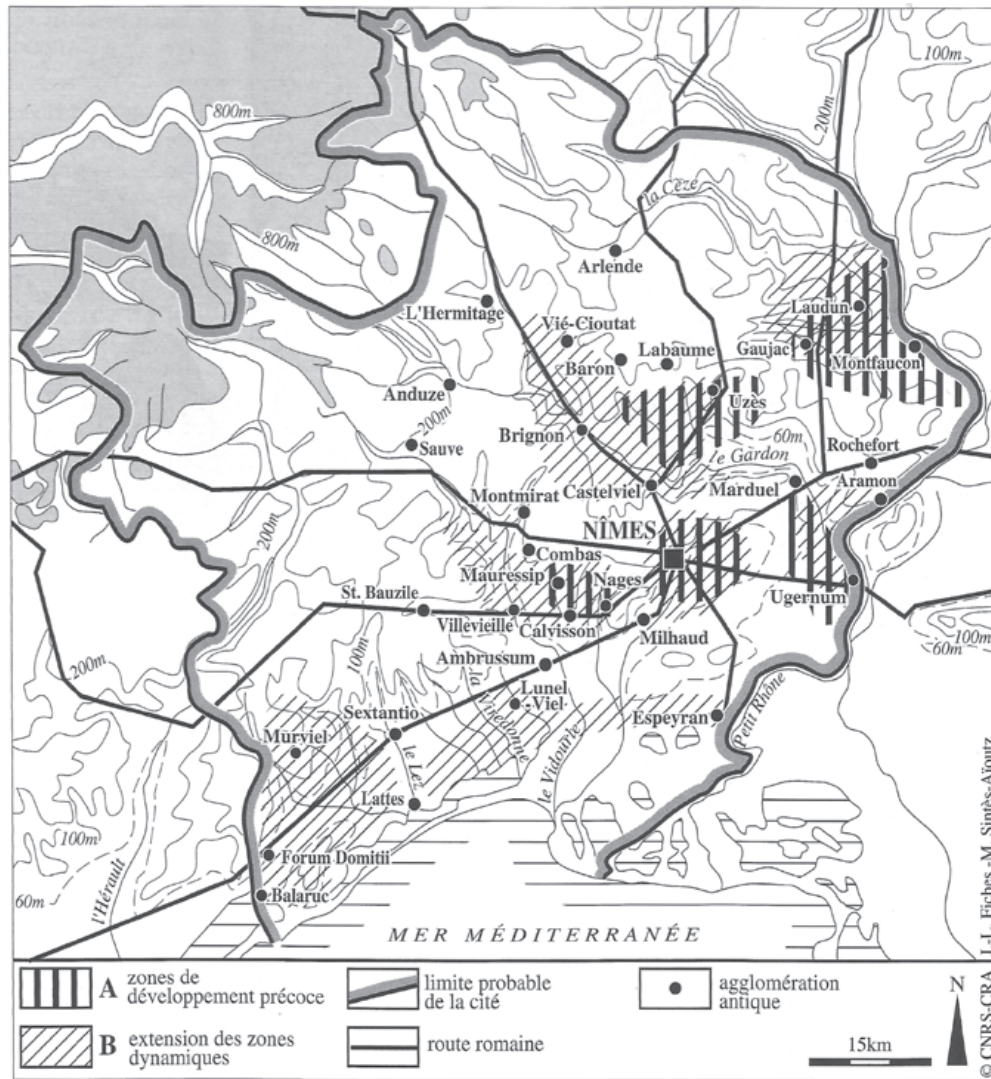 100m
200m
800m
la Cèze
800m
Arlende
L'Hermitage
Laudun
Vié-Cioutat
Gaujac
Montfaucon
Baron
Labaume
Anduze
Uzès
200m
Brignon
Sauve
60m
le Gardon
Rochefort
Castelviel
Marduel
Aramon
Montmirat
NÎMES
200m
Combas
Mauressip
Nages
Ugernum
St. Bauzile
Villevieille
Calvisson
Milhaud
100m
60m
200m
100m
Ambrussum
la Viredonne
Lunel
-Viel
Sextantio
Espeyran
Petit Rhône
Murviel
le Lez
le Vidourle
Lattes
100m
l'Hérault
Forum Domitii
60m
Balaruc
MER MÉDITERRANÉE
A zones de
développement précoce
limite probable
de la cité
agglomération
antique
N
B extension des zones
dynamiques
route romaine
15km
© CNRS-CRA J.-L. Fiches -M. Sintès-Aïoutz